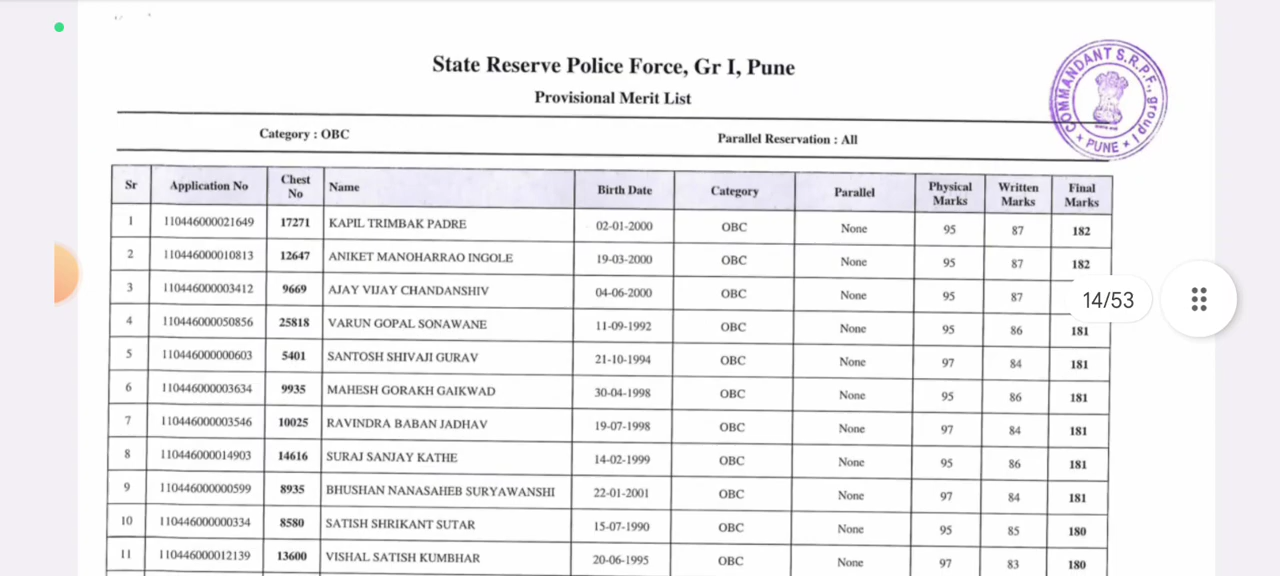 State Reserve Police Force, Gr I, Pune
Provisional Merit List
COMMANDANT S.R.P.F., group I
* PUNE *
Category : OBC Parallel Reservation : All
Sr Application No Chest No Name Birth Date Category Parallel Physical Marks Written Marks Final Marks
1 110446000021649 17271 KAPIL TRIMBAK PADRE 02-01-2000 OBC None 95 87 182
2 110446000010813 12647 ANIKET MANOHARRAO INGOLE 19-03-2000 OBC None 95 87 182
3 110446000003412 9669 AJAY VIJAY CHANDANSHIV 04-06-2000 OBC None 95 87
14/53
4 110446000050856 25818 VARUN GOPAL SONAWANE 11-09-1992 OBC None 95 86 181
5 110446000000603 5401 SANTOSH SHIVAJI GURAV 21-10-1994 OBC None 97 84 181
6 110446000003634 9935 MAHESH GORAKH GAIKWAD 30-04-1998 OBC None 95 86 181
7 110446000003546 10025 RAVINDRA BABAN JADHAV 19-07-1998 OBC None 97 84 181
8 110446000014903 14616 SURAJ SANJAY KATHE 14-02-1999 OBC None 95 86 181
9 110446000000599 8935 BHUSHAN NANASAHEB SURYAWANSHI 22-01-2001 OBC None 97 84 181
10 110446000000334 8580 SATISH SHRIKANT SUTAR 15-07-1990 OBC None 95 85 180
11 110446000012139 13600 VISHAL SATISH KUMBHAR 20-06-1995 OBC None 97 83 180